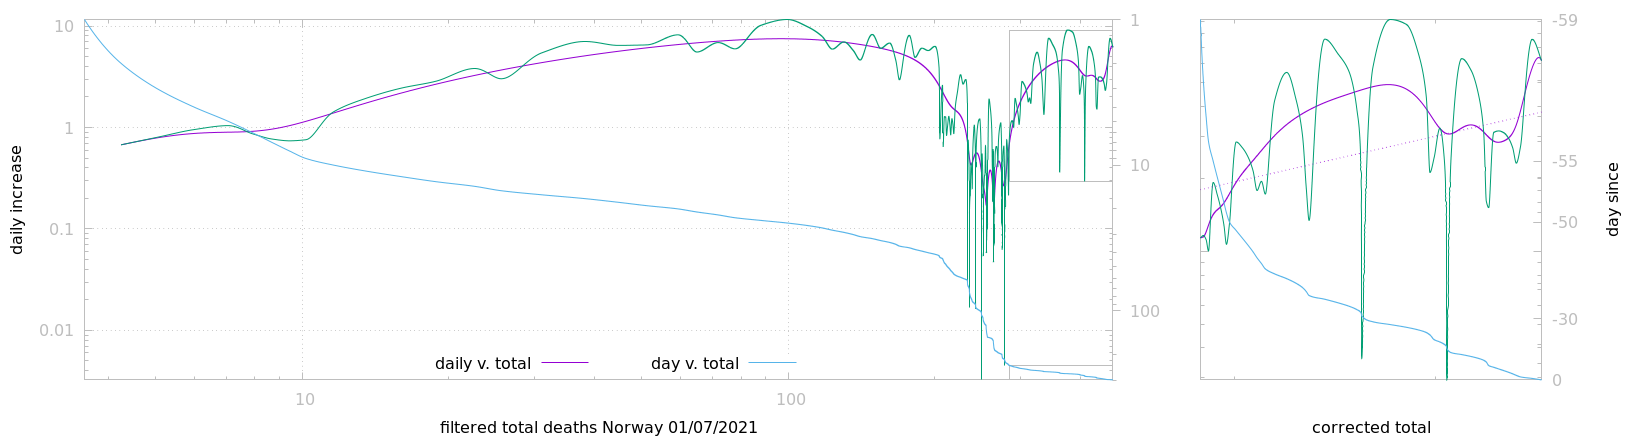 10
1
0.1
0.01
daily increase
daily v. total
day v. total
10
100
filtered total deaths Norway 01/07/2021
1
10
100
-59
-55
-50
-30
0
day since
corrected total